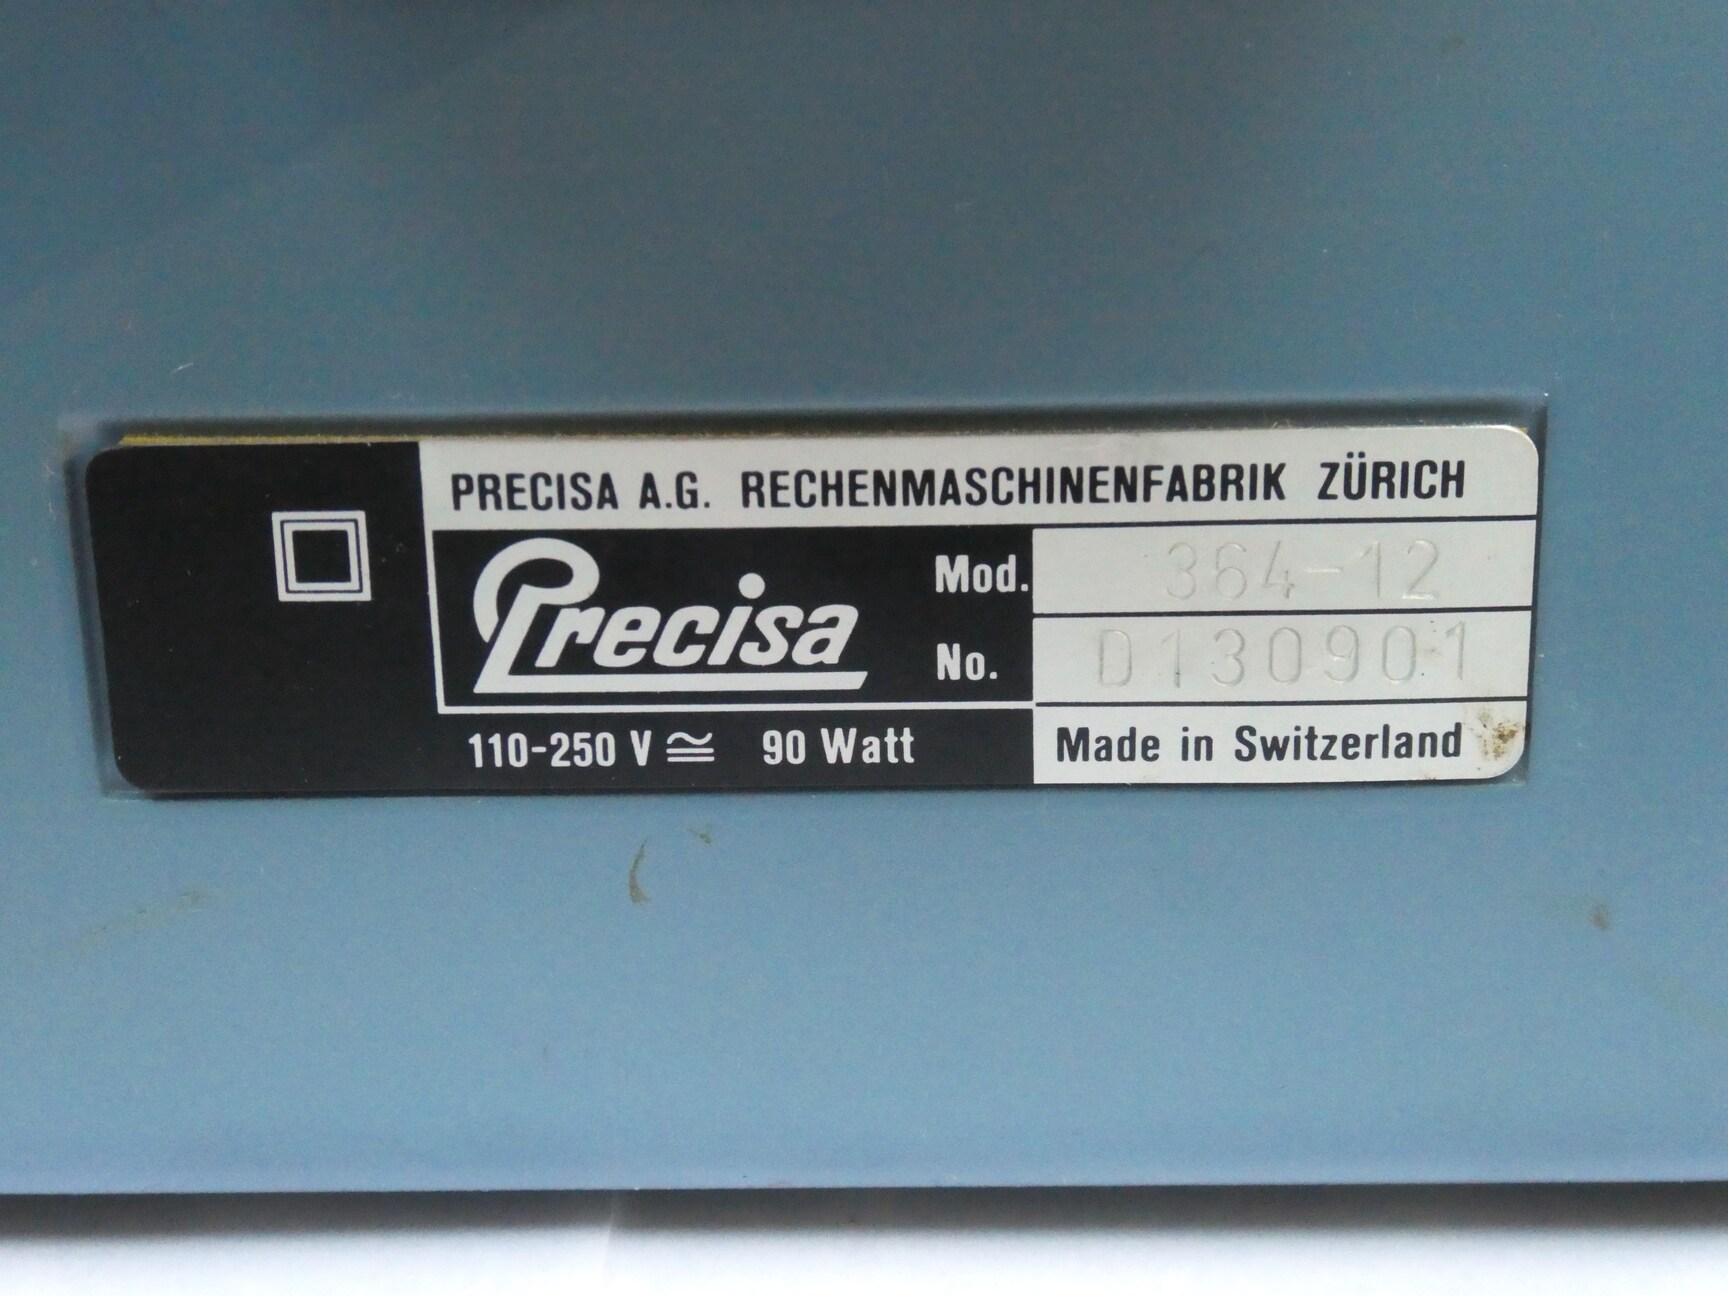 PRECISA A.G. RECHENMASCHINENFABRIK ZÜRICH
Precisa
Mod. 364-12
No. D130901
110-250 V ≅ 90 Watt
Made in Switzerland